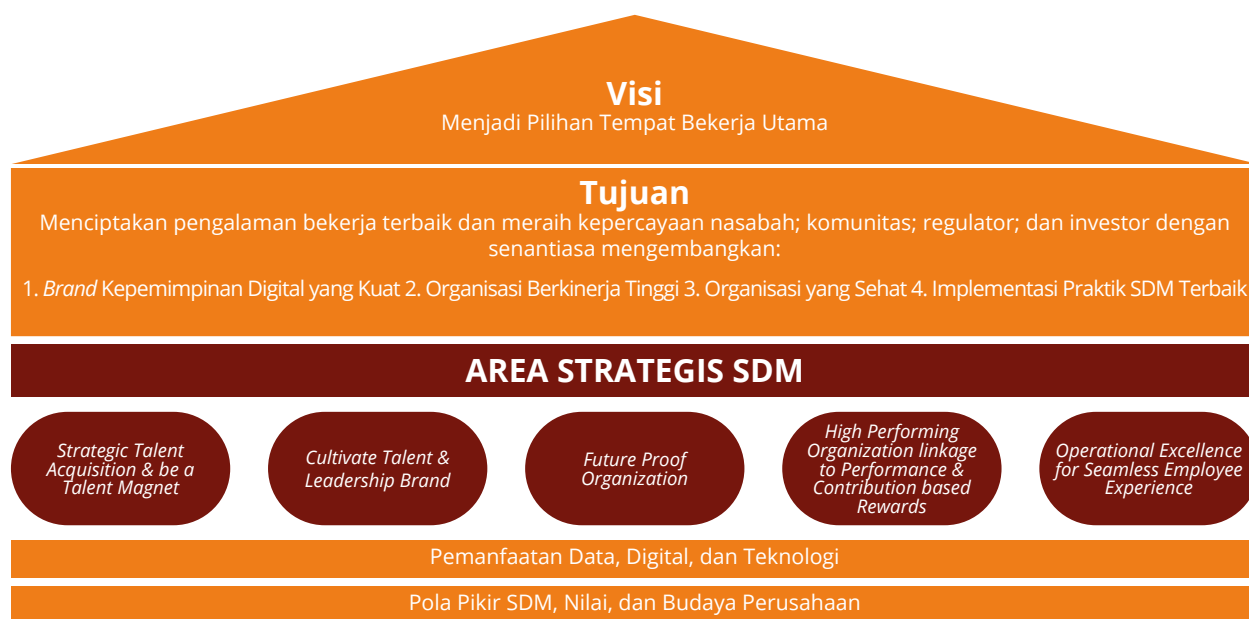 Visi
Menjadi Pilihan Tempat Bekerja Utama
Tujuan
Menciptakan pengalaman bekerja terbaik dan meraih kepercayaan nasabah; komunitas; regulator; dan investor dengan
senantiasa mengembangkan:
1. Brand Kepemimpinan Digital yang Kuat 2. Organisasi Berkinerja Tinggi 3. Organisasi yang Sehat 4. Implementasi Praktik SDM Terbaik
AREA STRATEGIS SDM
Strategic Talent
Acquisition & be a
Talent Magnet
Cultivate Talent &
Leadership Brand
Future Proof
Organization
High Performing
Organization linkage
to Performance &
Contribution based
Rewards
Operational Excellence
for Seamless Employee
Experience
Pemanfaatan Data, Digital, dan Teknologi
Pola Pikir SDM, Nilai, dan Budaya Perusahaan